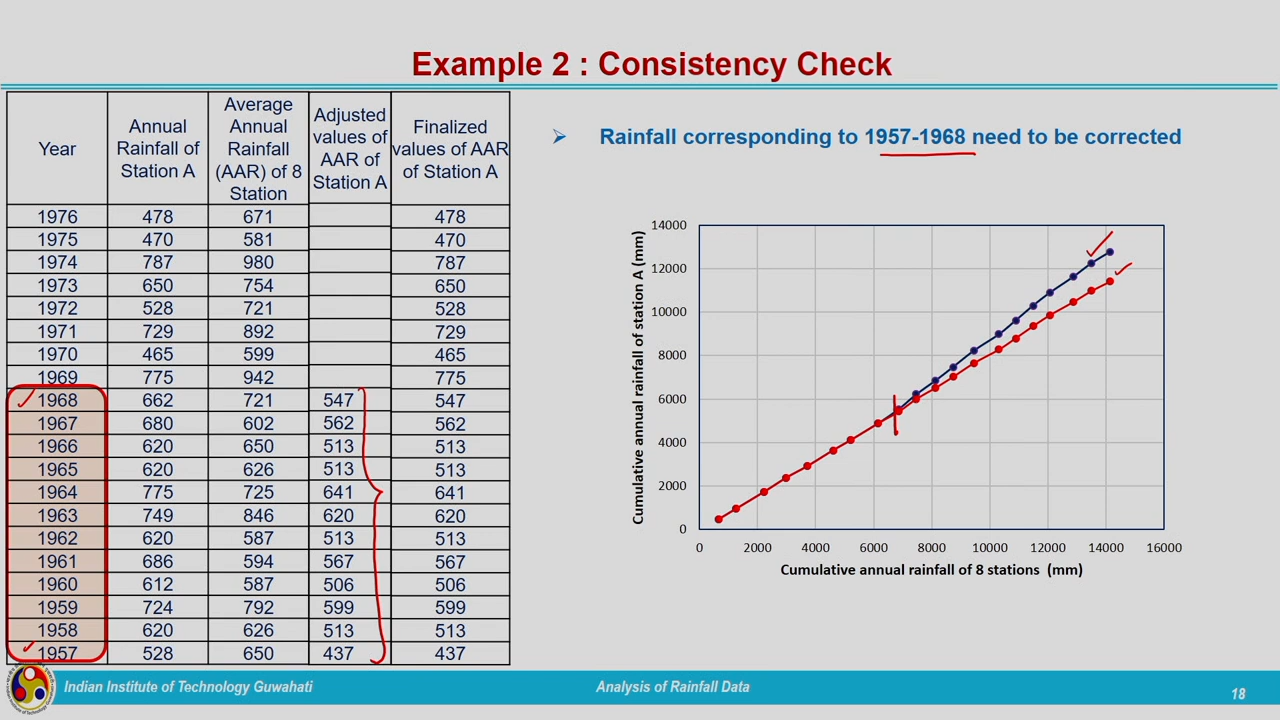 Example 2 : Consistency Check
Year | Annual Rainfall of Station A | Average Annual Rainfall (AAR) of 8 Station | Adjusted values of AAR of Station A | Finalized values of AAR of Station A
1976 478 671 478
1975 470 581 470
1974 787 980 787
1973 650 754 650
1972 528 721 528
1971 729 892 729
1970 465 599 465
1969 775 942 775
1968 662 721 547 547
1967 680 602 562 562
1966 620 650 513 513
1965 620 626 513 513
1964 775 725 641 641
1963 749 846 620 620
1962 620 587 513 513
1961 686 594 567 567
1960 612 587 506 506
1959 724 792 599 599
1958 620 626 513 513
1957 528 650 437 437
Rainfall corresponding to 1957-1968 need to be corrected
Cumulative annual rainfall of station A (mm)
14000
12000
10000
8000
6000
4000
2000
0
0 2000 4000 6000 8000 10000 12000 14000 16000
Cumulative annual rainfall of 8 stations (mm)
Indian Institute of Technology Guwahati
Analysis of Rainfall Data
18